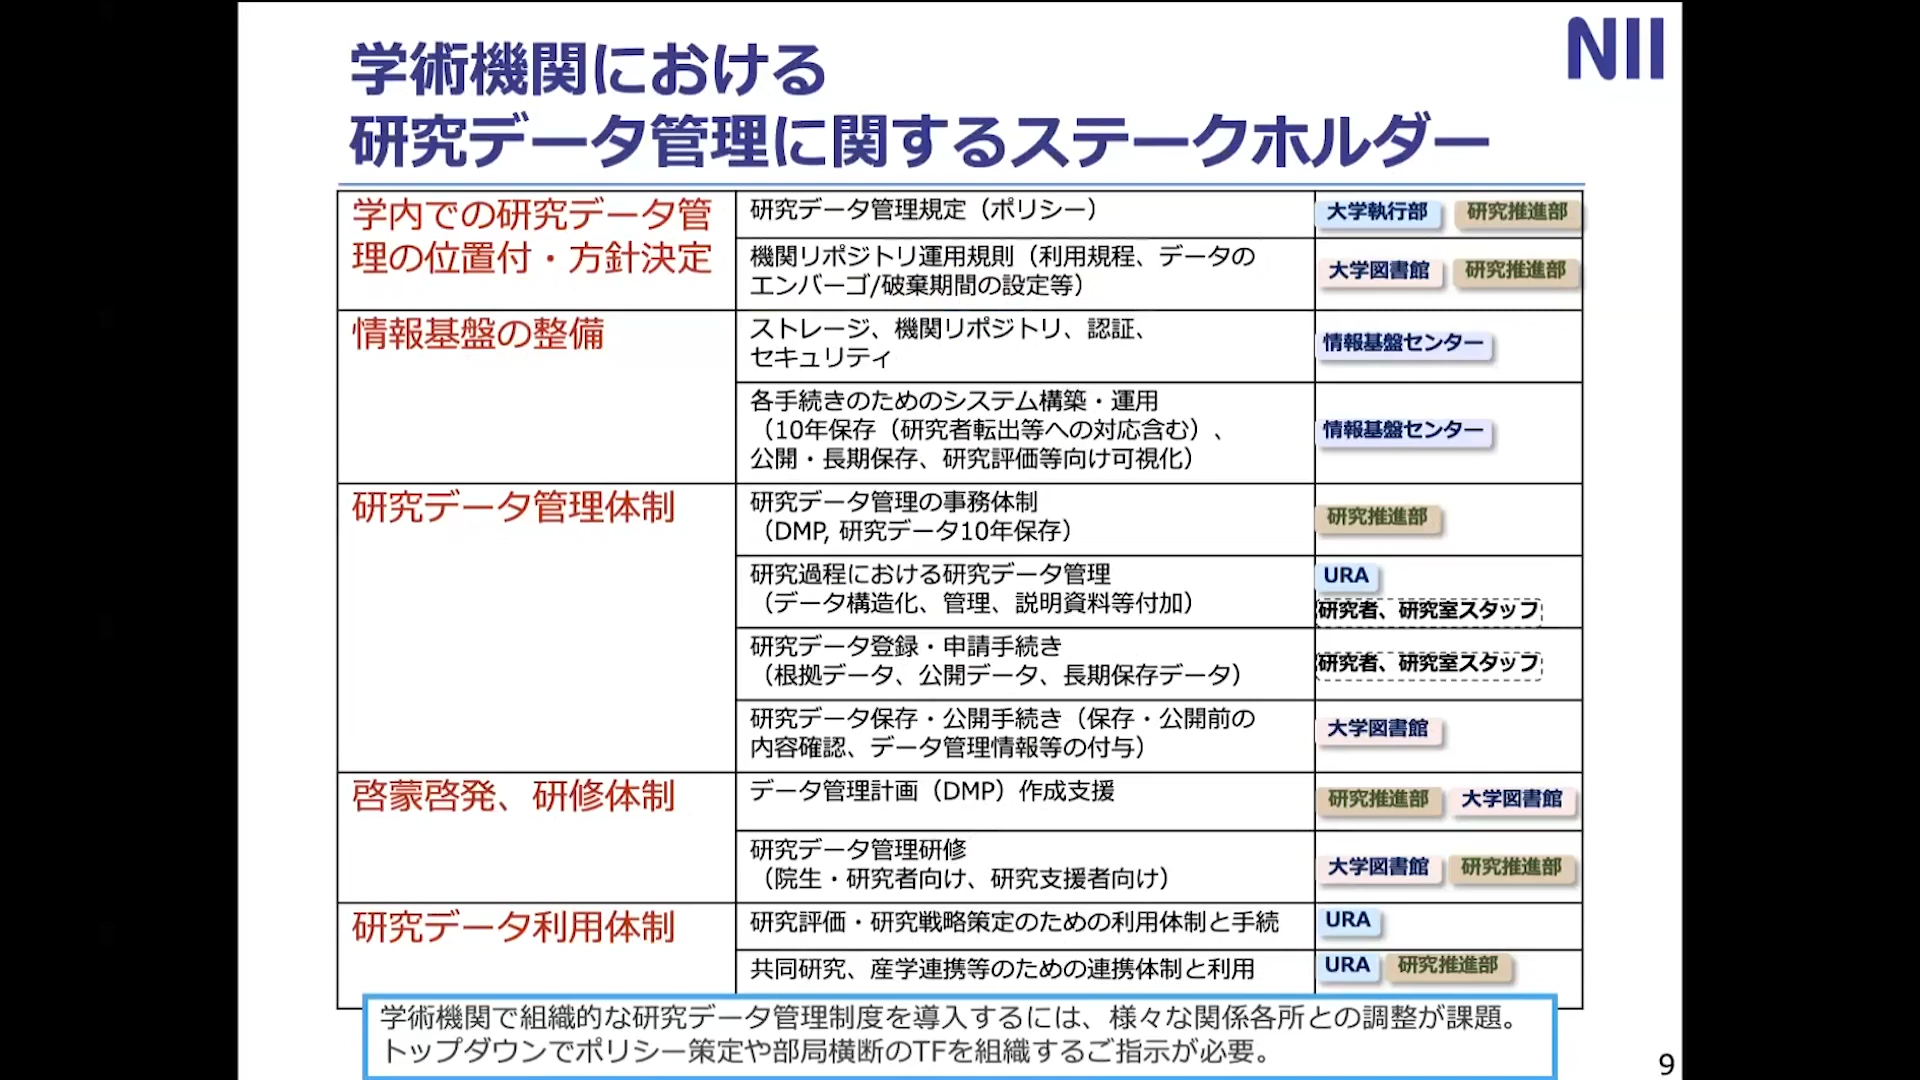 NII
学術機関における
研究データ管理に関するステークホルダー
学内での研究データ管
理の位置付・方針決定
研究データ管理規定（ポリシー）
大学執行部 研究推進部
機関リポジトリ運用規則（利用規程、データの
エンバーゴ/破棄期間の設定等）
大学図書館 研究推進部
情報基盤の整備
ストレージ、機関リポジトリ、認証、
セキュリティ
情報基盤センター
各手続きのためのシステム構築・運用
（10年保存（研究者転出等への対応含む）、
公開・長期保存、研究評価等向け可視化）
情報基盤センター
研究データ管理体制
研究データ管理の事務体制
（DMP, 研究データ10年保存）
研究推進部
研究過程における研究データ管理
（データ構造化、管理、説明資料等付加）
URA
研究者、研究室スタッフ
研究データ登録・申請手続き
（根拠データ、公開データ、長期保存データ）
研究者、研究室スタッフ
研究データ保存・公開手続き（保存・公開前の
内容確認、データ管理情報等の付与）
大学図書館
啓蒙啓発、研修体制
データ管理計画（DMP）作成支援
研究推進部 大学図書館
研究データ管理研修
（院生・研究者向け、研究支援者向け）
大学図書館 研究推進部
研究データ利用体制
研究評価・研究戦略策定のための利用体制と手続
URA
共同研究、産学連携等のための連携体制と利用
URA 研究推進部
学術機関で組織的な研究データ管理制度を導入するには、様々な関係各所との調整が課題。
トップダウンでポリシー策定や部局横断のTFを組織するご指示が必要。
9